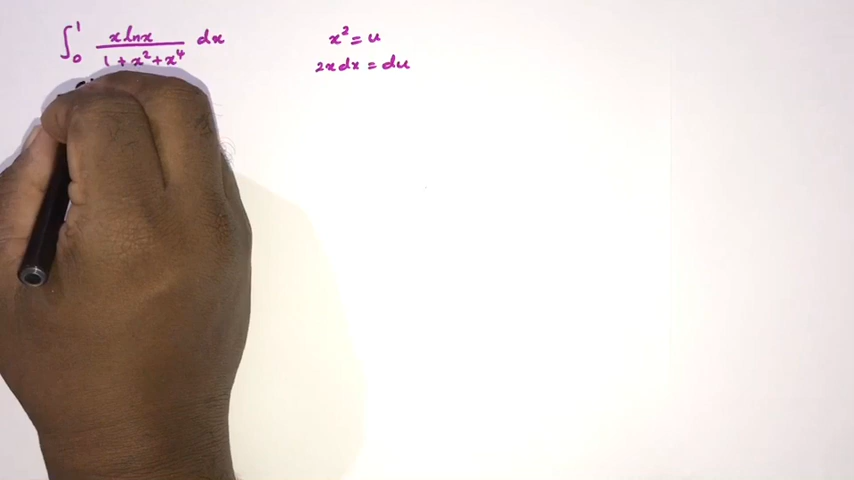 ∫₀¹ x ln x / (1 + x² + x⁴) dx
x² = u
2x dx = du